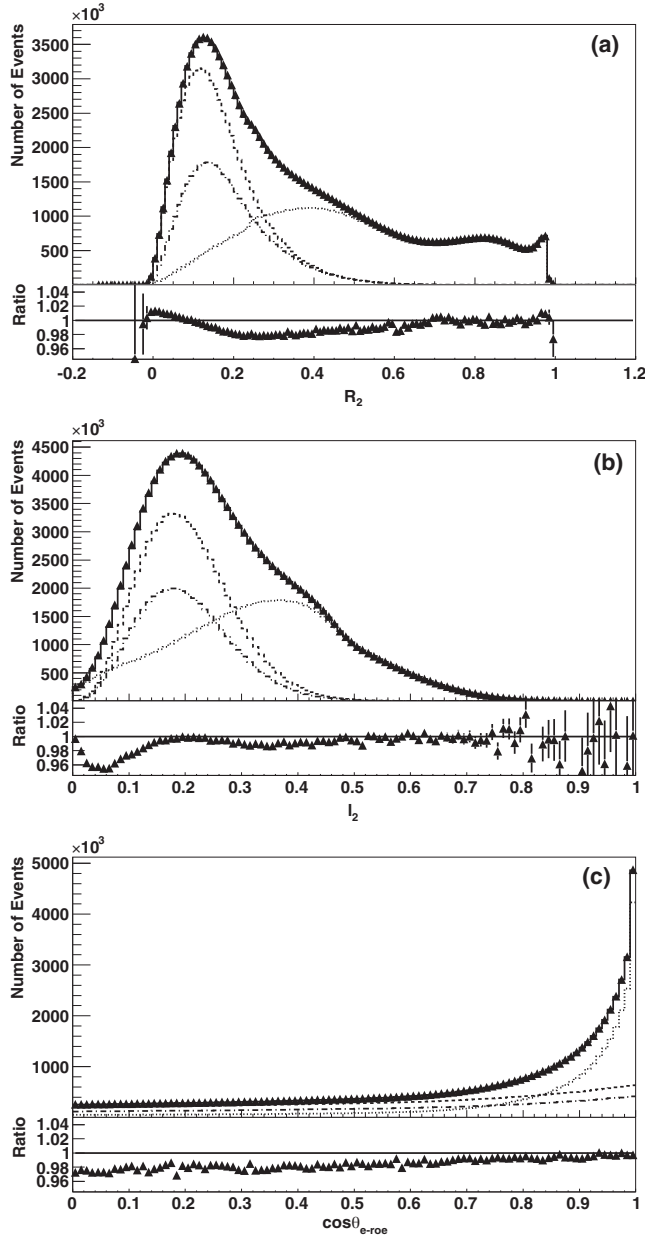 ×10³
(a)
Number of Events
3500
3000
2500
2000
1500
1000
500
Ratio
1.04
1.02
1
0.98
0.96
-0.2 0 0.2 0.4 0.6 0.8 1 1.2
R₂
×10³
(b)
Number of Events
4500
4000
3500
3000
2500
2000
1500
1000
500
Ratio
1.04
1.02
1
0.98
0.96
0 0.1 0.2 0.3 0.4 0.5 0.6 0.7 0.8 0.9 1
l₂
×10³
(c)
Number of Events
5000
4000
3000
2000
1000
Ratio
1.04
1.02
1
0.98
0.96
0 0.1 0.2 0.3 0.4 0.5 0.6 0.7 0.8 0.9 1
cosθe-roe